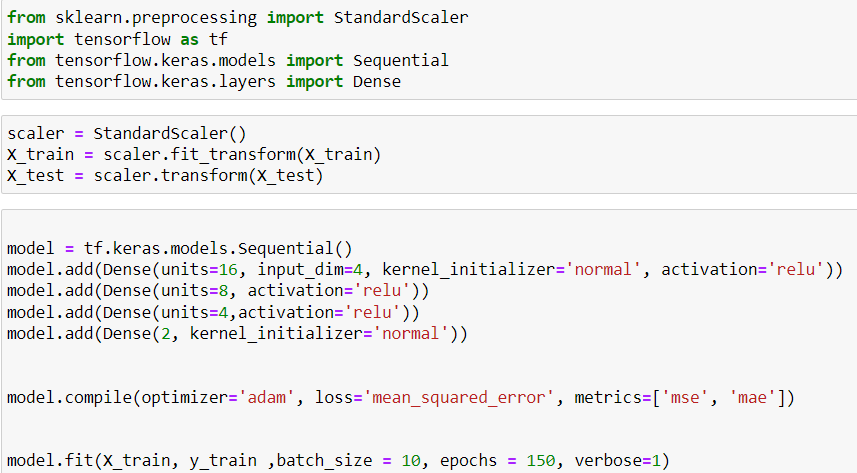 from sklearn.preprocessing import StandardScaler
import tensorflow as tf
from tensorflow.keras.models import Sequential
from tensorflow.keras.layers import Dense
scaler = StandardScaler()
X_train = scaler.fit_transform(X_train)
X_test = scaler.transform(X_test)
model = tf.keras.models.Sequential()
model.add(Dense(units=16, input_dim=4, kernel_initializer='normal', activation='relu'))
model.add(Dense(units=8, activation='relu'))
model.add(Dense(units=4,activation='relu'))
model.add(Dense(2, kernel_initializer='normal'))
model.compile(optimizer='adam', loss='mean_squared_error', metrics=['mse', 'mae'])
model.fit(X_train, y_train ,batch_size = 10, epochs = 150, verbose=1)